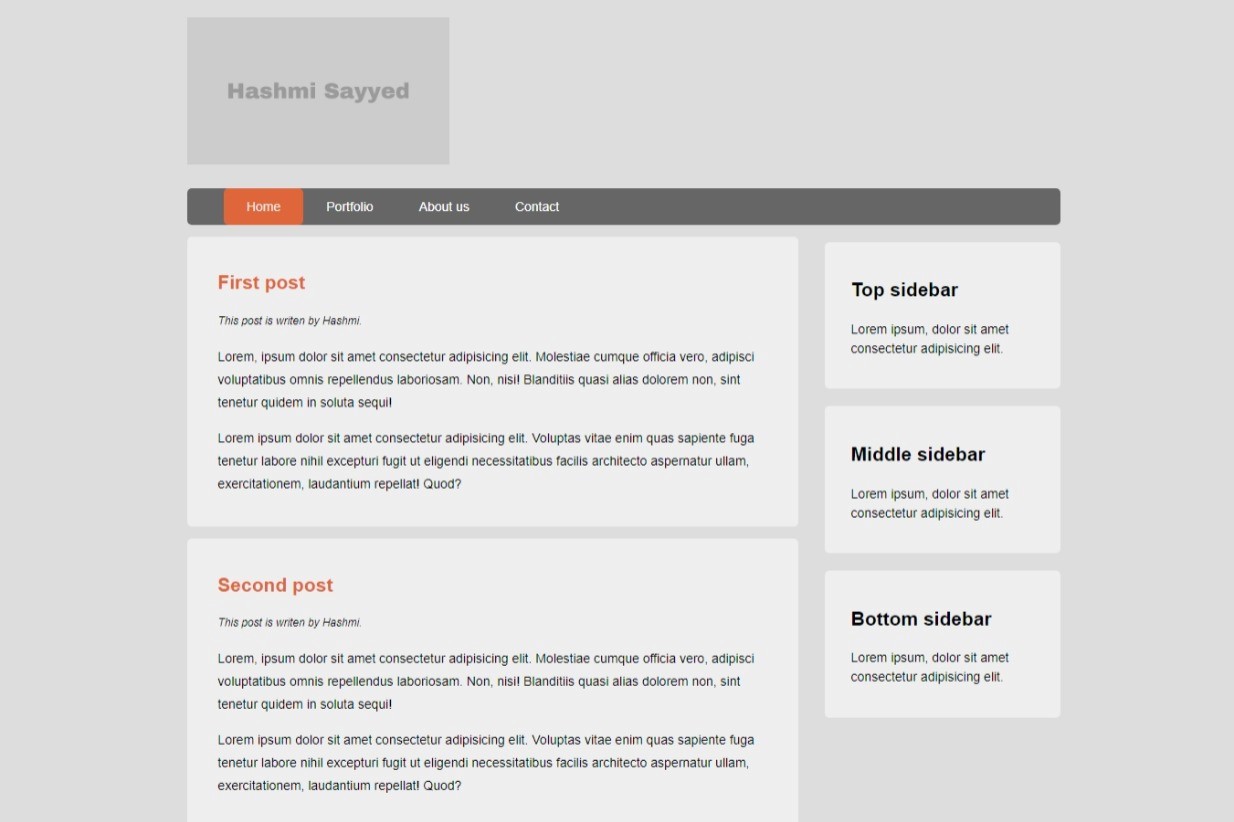 Hashmi Sayyed
Home Portfolio About us Contact
First post
This post is writen by Hashmi.
Lorem, ipsum dolor sit amet consectetur adipisicing elit. Molestiae cumque officia vero, adipisci
voluptatibus omnis repellendus laboriosam. Non, nisi! Blanditiis quasi alias dolorem non, sint
tenetur quidem in soluta sequi!
Lorem ipsum dolor sit amet consectetur adipisicing elit. Voluptas vitae enim quas sapiente fuga
tenetur labore nihil excepturi fugit ut eligendi necessitatibus facilis architecto aspernatur ullam,
exercitationem, laudantium repellat! Quod?
Second post
This post is writen by Hashmi.
Lorem, ipsum dolor sit amet consectetur adipisicing elit. Molestiae cumque officia vero, adipisci
voluptatibus omnis repellendus laboriosam. Non, nisi! Blanditiis quasi alias dolorem non, sint
tenetur quidem in soluta sequi!
Lorem ipsum dolor sit amet consectetur adipisicing elit. Voluptas vitae enim quas sapiente fuga
tenetur labore nihil excepturi fugit ut eligendi necessitatibus facilis architecto aspernatur ullam,
exercitationem, laudantium repellat! Quod?
Top sidebar
Lorem ipsum, dolor sit amet
consectetur adipisicing elit.
Middle sidebar
Lorem ipsum, dolor sit amet
consectetur adipisicing elit.
Bottom sidebar
Lorem ipsum, dolor sit amet
consectetur adipisicing elit.